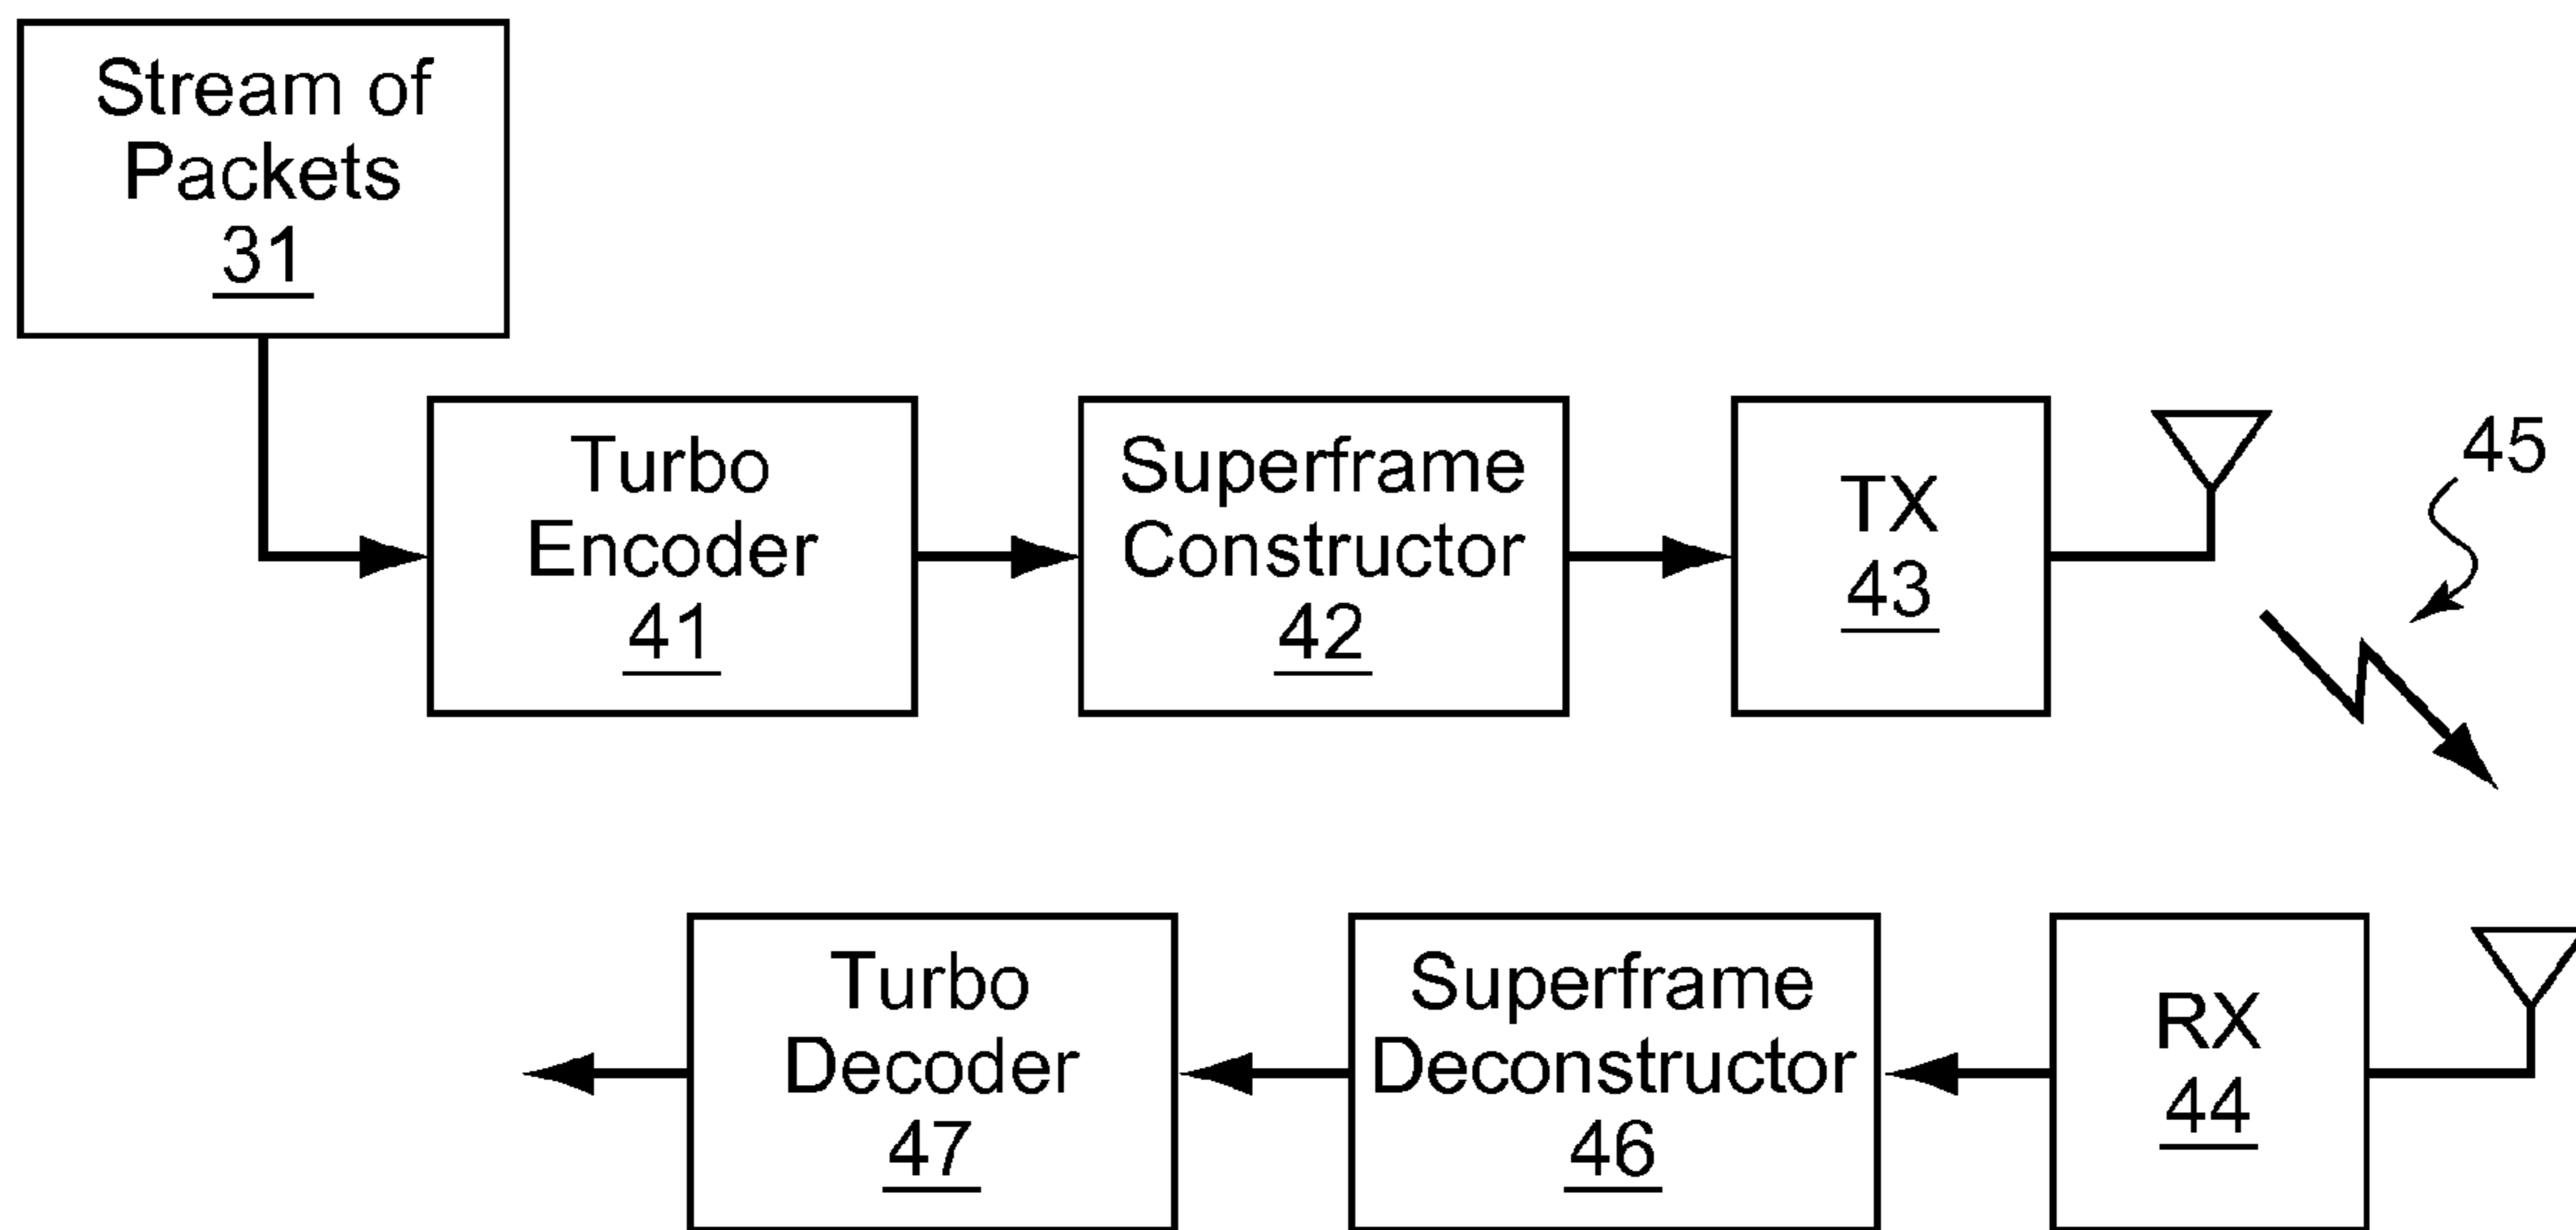 Stream of
Packets
31
Turbo
Encoder
41
Superframe
Constructor
42
TX
43
45
Turbo
Decoder
47
Superframe
Deconstructor
46
RX
44